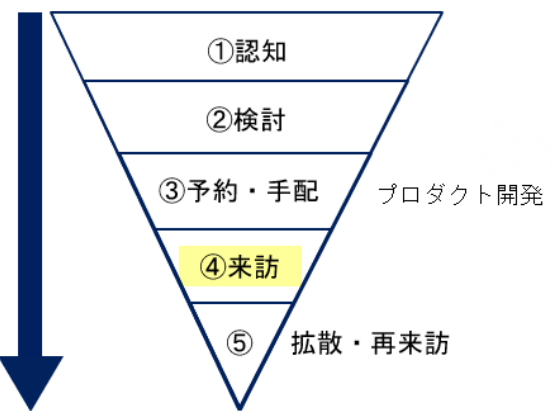 ①認知
②検討
③予約・手配
プロダクト開発
④来訪
⑤ 拡散・再来訪